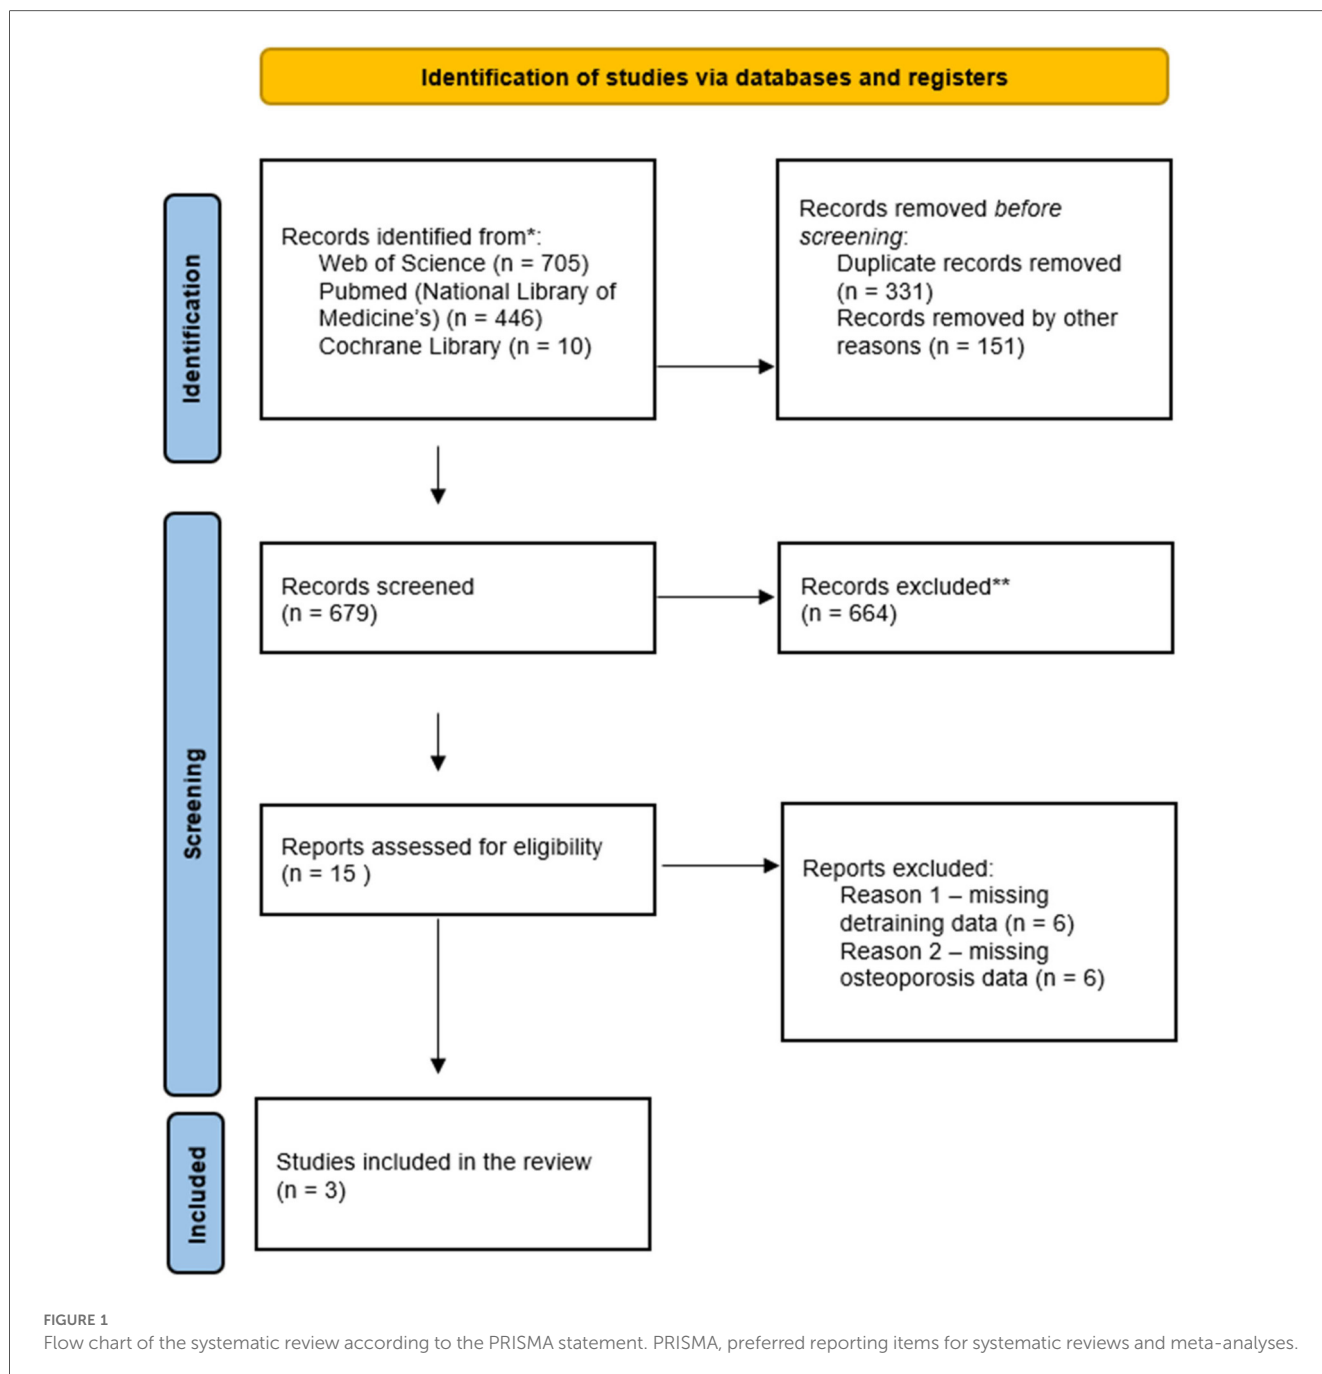 Identification of studies via databases and registers
Identification
Records identified from*:
Web of Science (n = 705)
Pubmed (National Library of
Medicine's) (n = 446)
Cochrane Library (n = 10)
Records removed before
screening:
Duplicate records removed
(n = 331)
Records removed by other
reasons (n = 151)
Screening
Records screened
(n = 679)
Records excluded**
(n = 664)
Reports assessed for eligibility
(n = 15 )
Reports excluded:
Reason 1 – missing
detraining data (n = 6)
Reason 2 – missing
osteoporosis data (n = 6)
Included
Studies included in the review
(n = 3)
FIGURE 1
Flow chart of the systematic review according to the PRISMA statement. PRISMA, preferred reporting items for systematic reviews and meta-analyses.